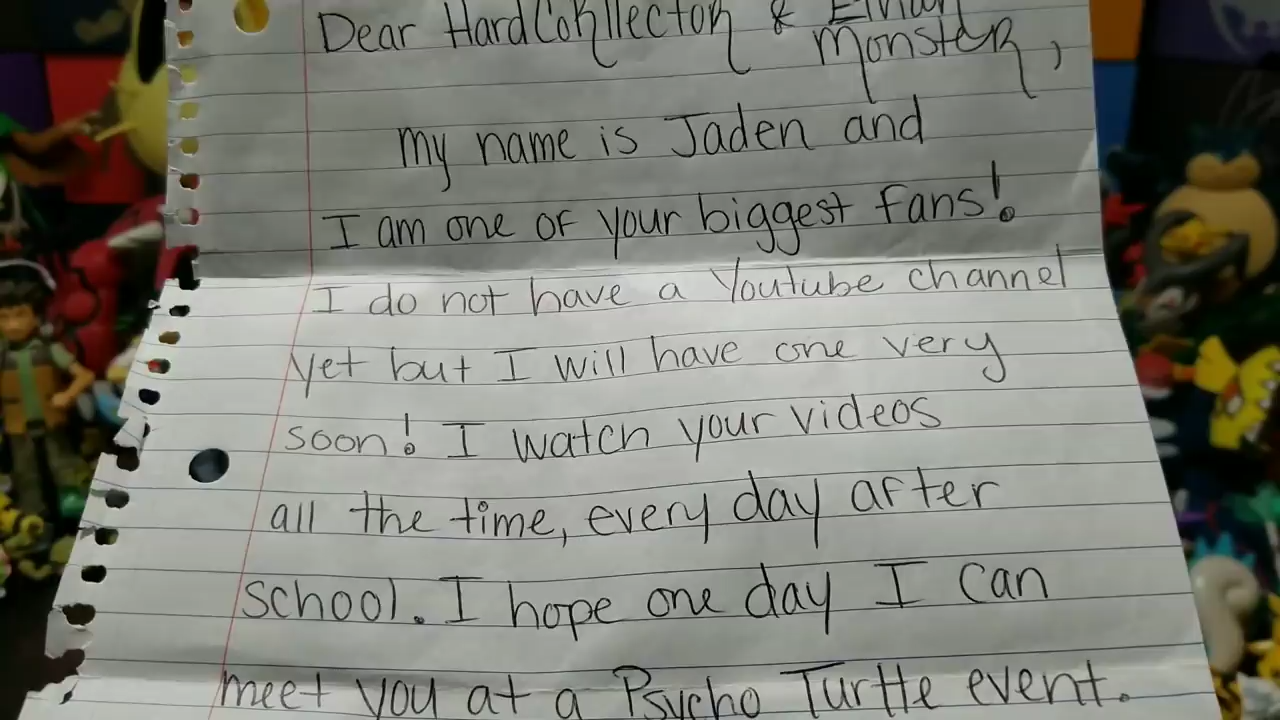 Dear HardConllector & Ethan
Monster,
my name is Jaden and
I am one of your biggest fans!
I do not have a Youtube channel
yet but I will have one very
soon! I watch your videos
all the time, every day after
school. I hope one day I can
meet you at a Psycho Turtle event.